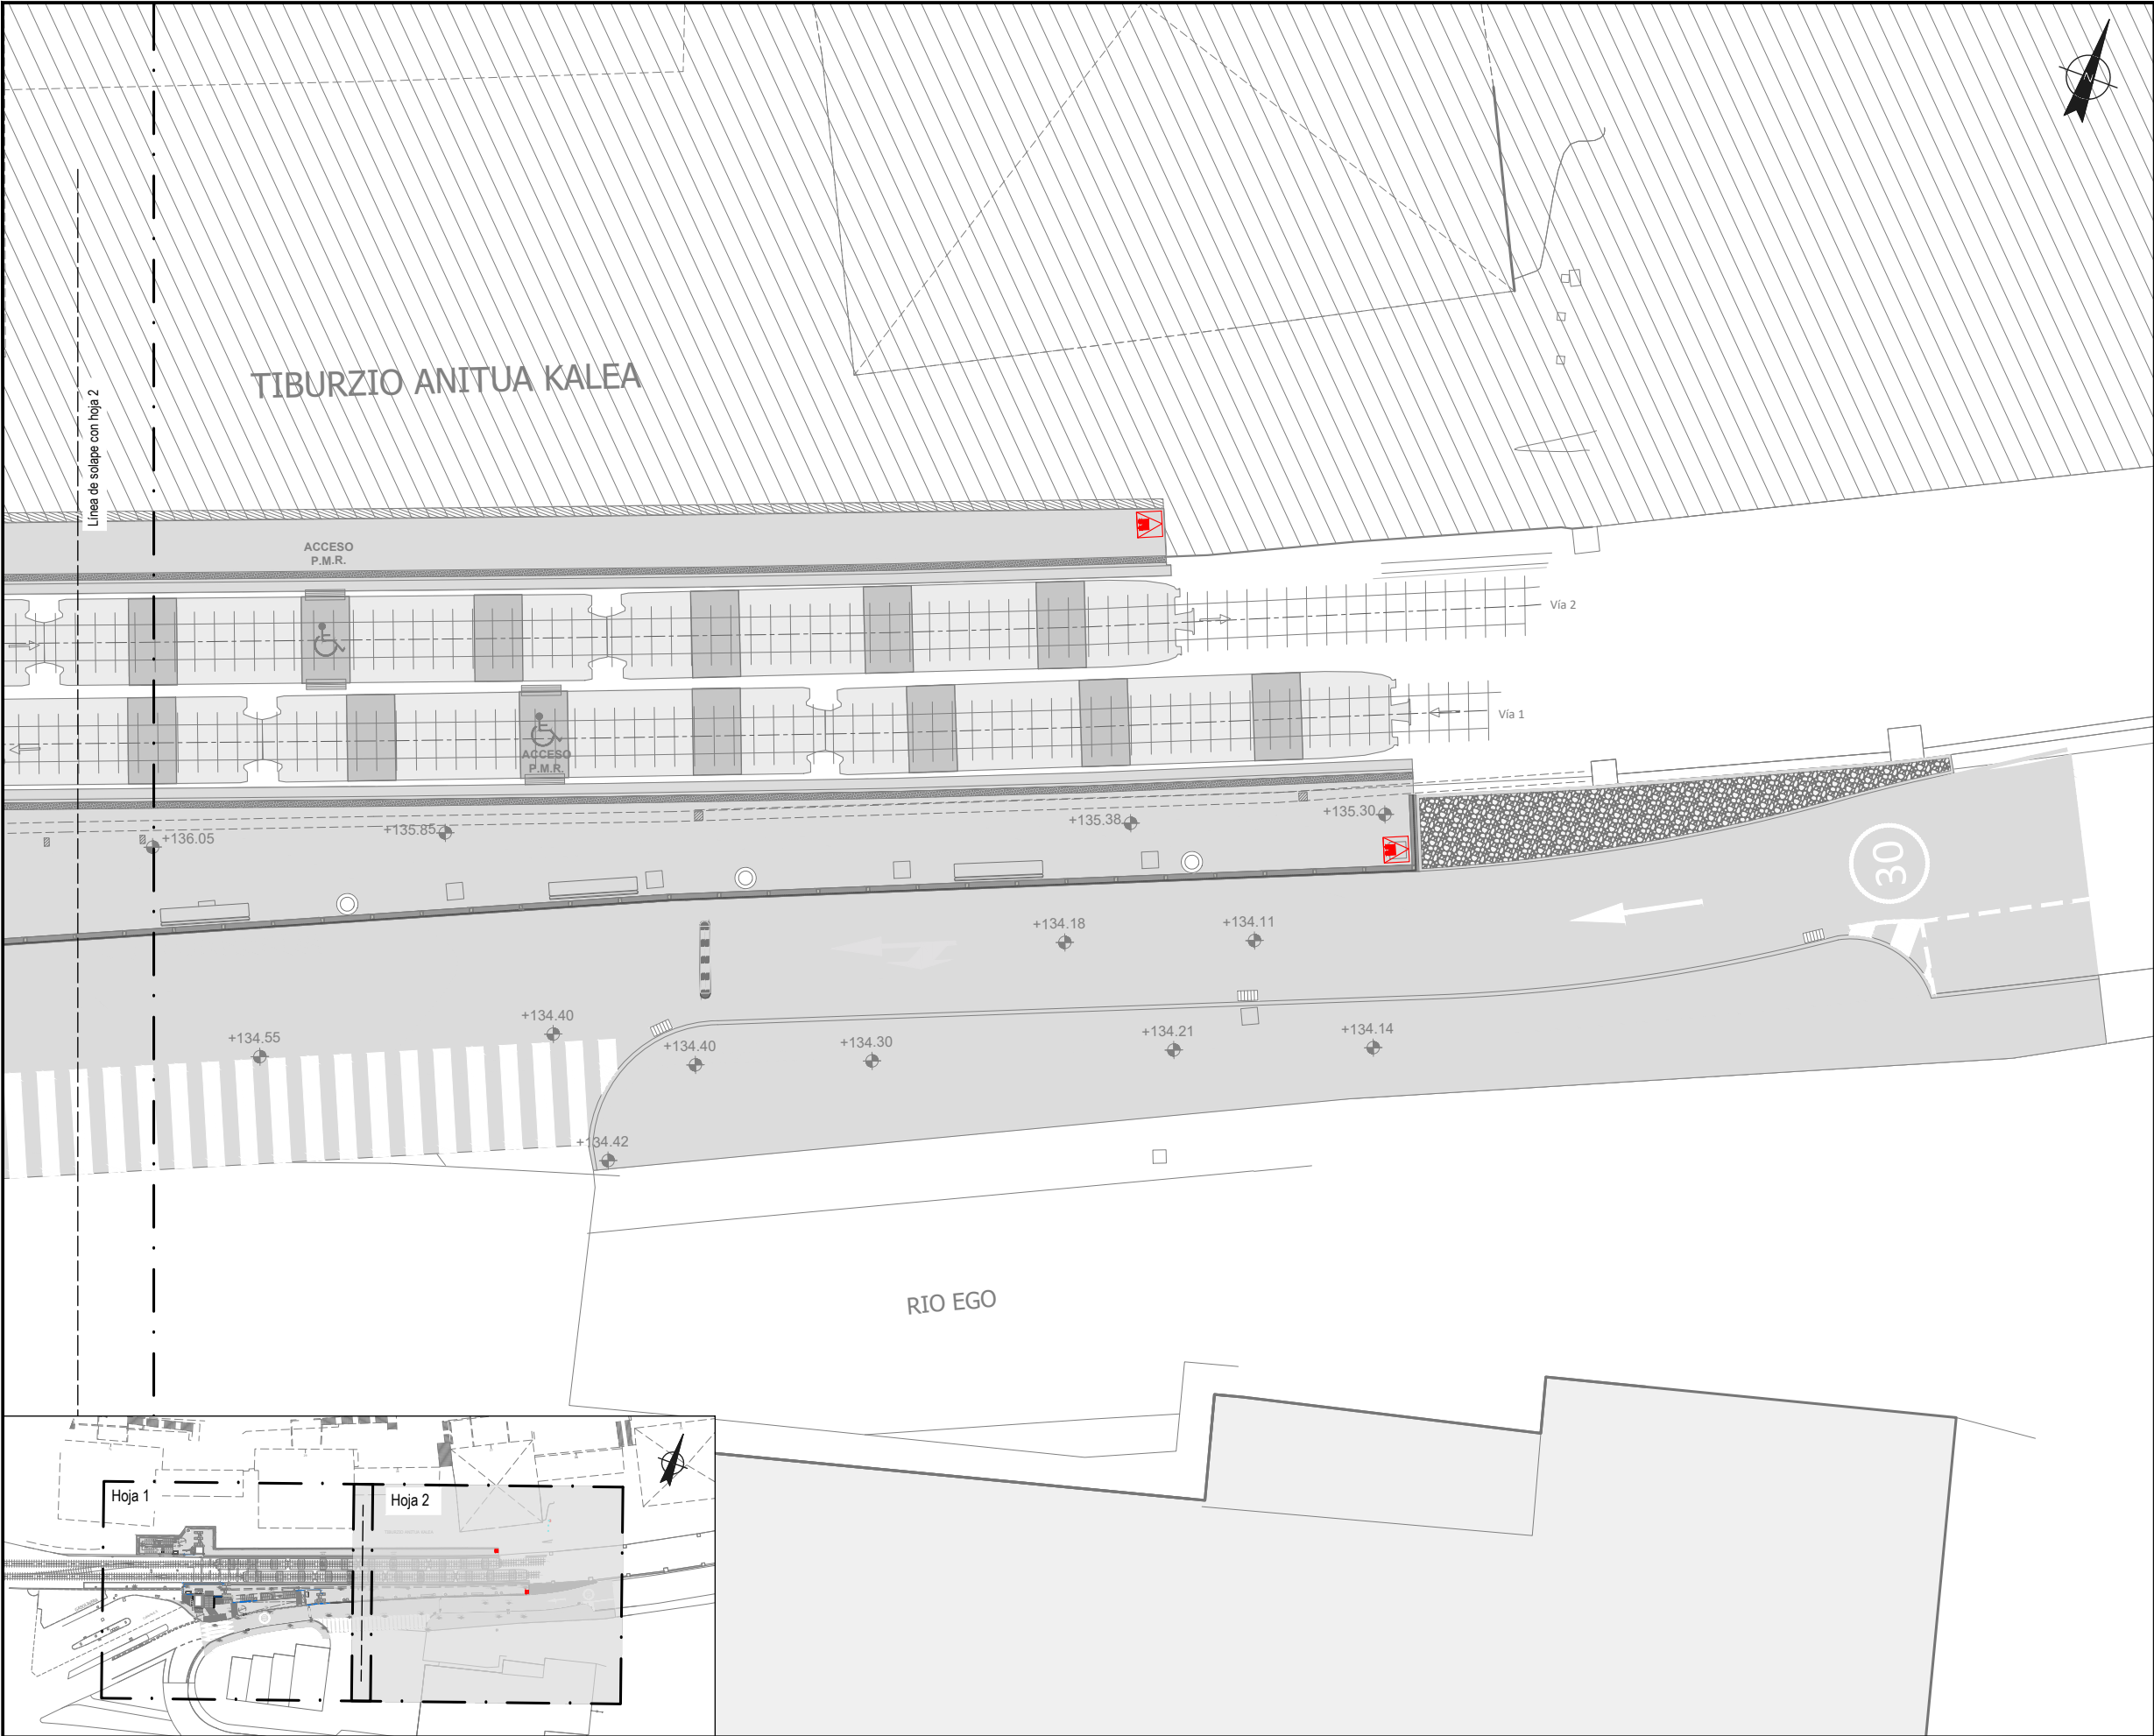 N
TIBURZIO ANITUA KALEA
Línea de solape con hoja 2
ACCESO
P.M.R.
Vía 2
Vía 1
ACCESO
P.M.R.
+136.05
+135.85
+135.38
+135.30
30
+134.18
+134.11
+134.55
+134.40
+134.40
+134.30
+134.21
+134.14
+134.42
RIO EGO
Hoja 1
Hoja 2